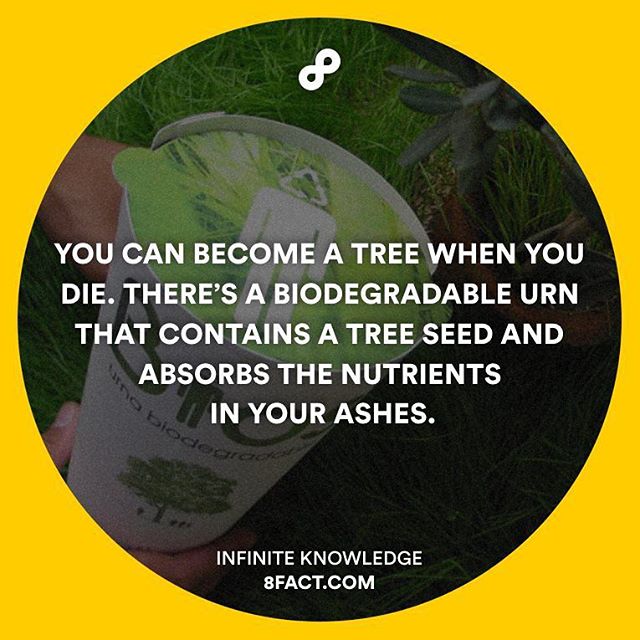 YOU CAN BECOME A TREE WHEN YOU
DIE. THERE'S A BIODEGRADABLE URN
THAT CONTAINS A TREE SEED AND
ABSORBS THE NUTRIENTS
IN YOUR ASHES.
urna biodegradable
INFINITE KNOWLEDGE
8FACT.COM